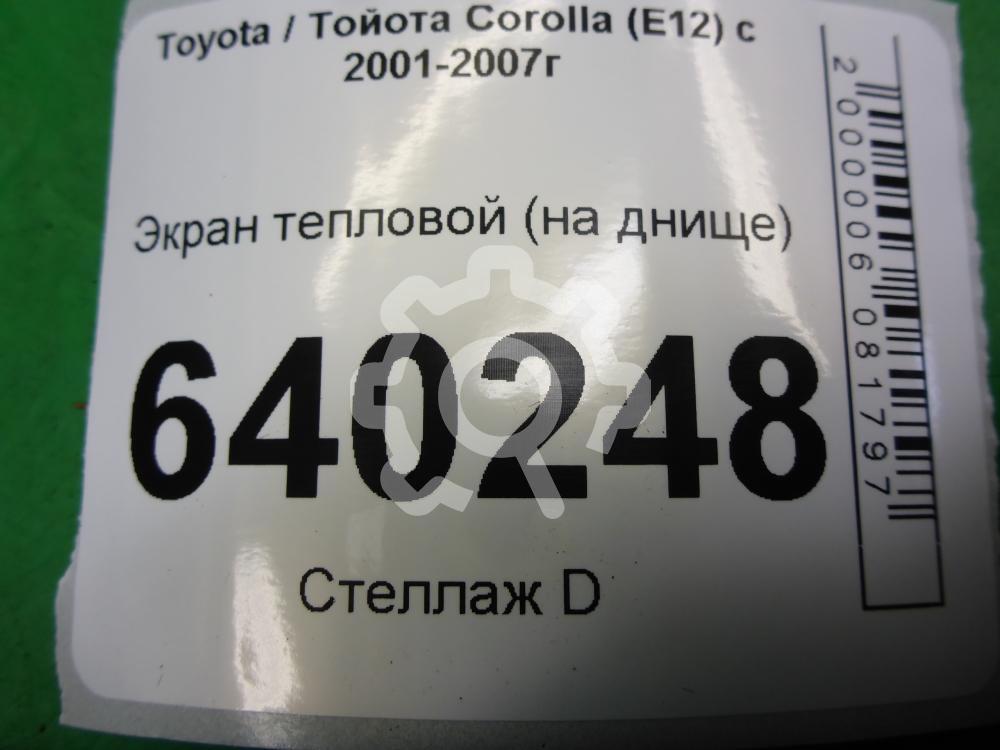 Toyota / Тойота Corolla (E12) с
2001-2007г
Экран тепловой (на днище)
640248
Стеллаж D
2000006081797